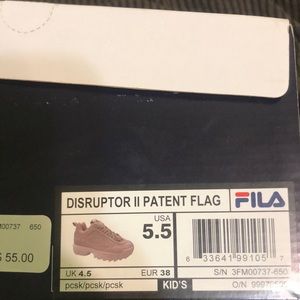 DISRUPTOR II PATENT FLAG FILA
USA
5.5
M00737 650
$ 55.00
6 33641 99105 7
UK 4.5 EUR 38 S/N 3FM00737-650
pcsk/pcsk/pcsk KID'S O/N